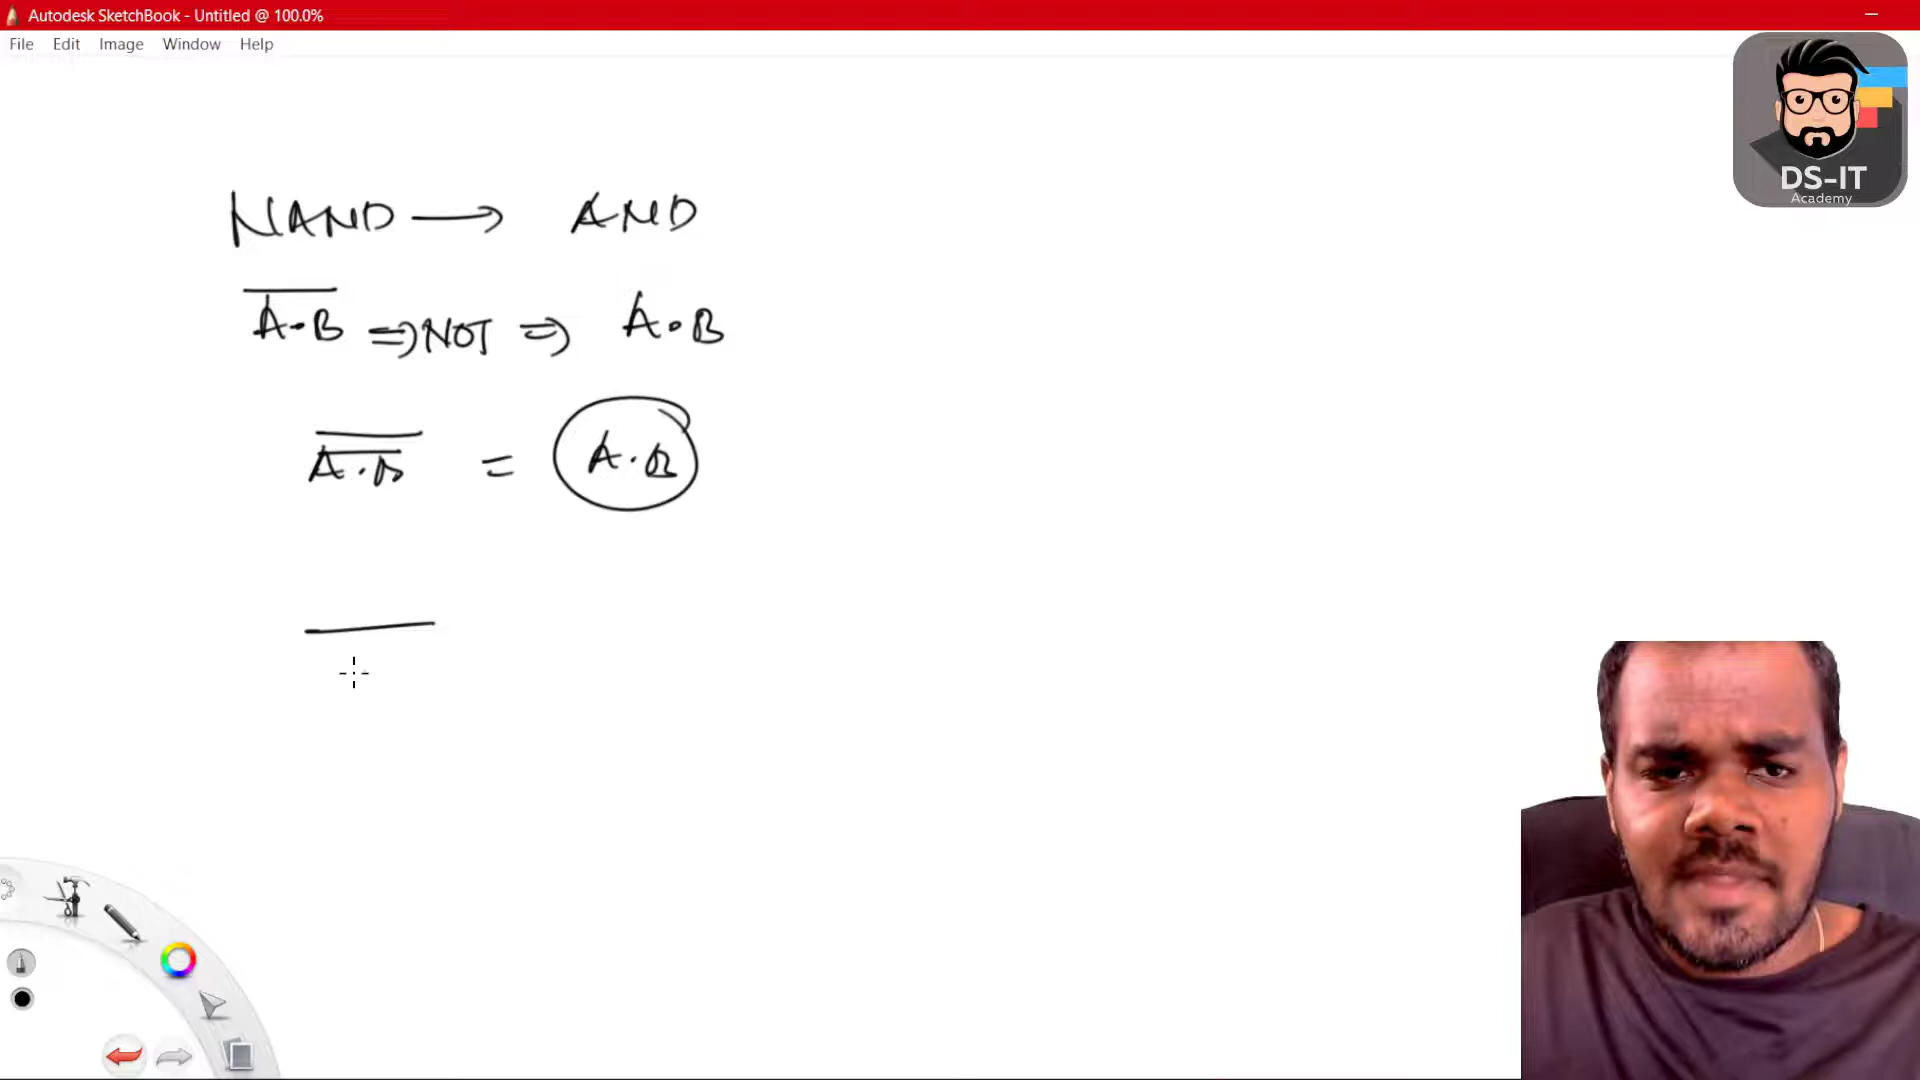 Autodesk SketchBook - Untitled @ 100.0%
File Edit Image Window Help
DS-IT
Academy
NAND → AND
A̅·̅B̅ ⇒ NOT ⇒ A·B
A̿·̿B̿ = A·B